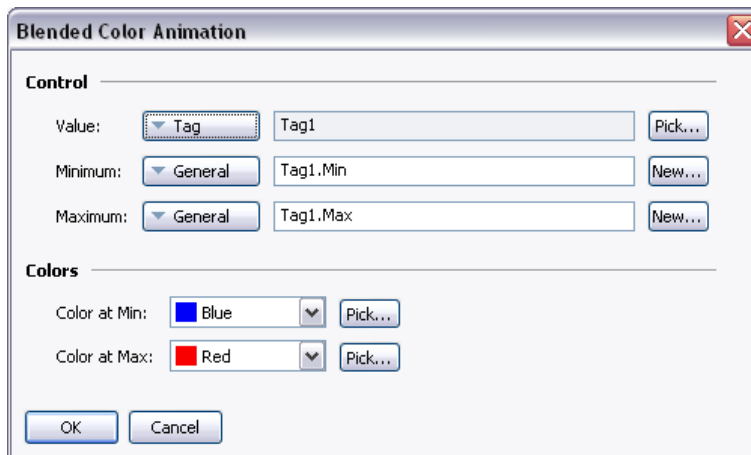 Blended Color Animation
Control
Value: Tag Tag1 Pick...
Minimum: General Tag1.Min New...
Maximum: General Tag1.Max New...
Colors
Color at Min: Blue Pick...
Color at Max: Red Pick...
OK Cancel